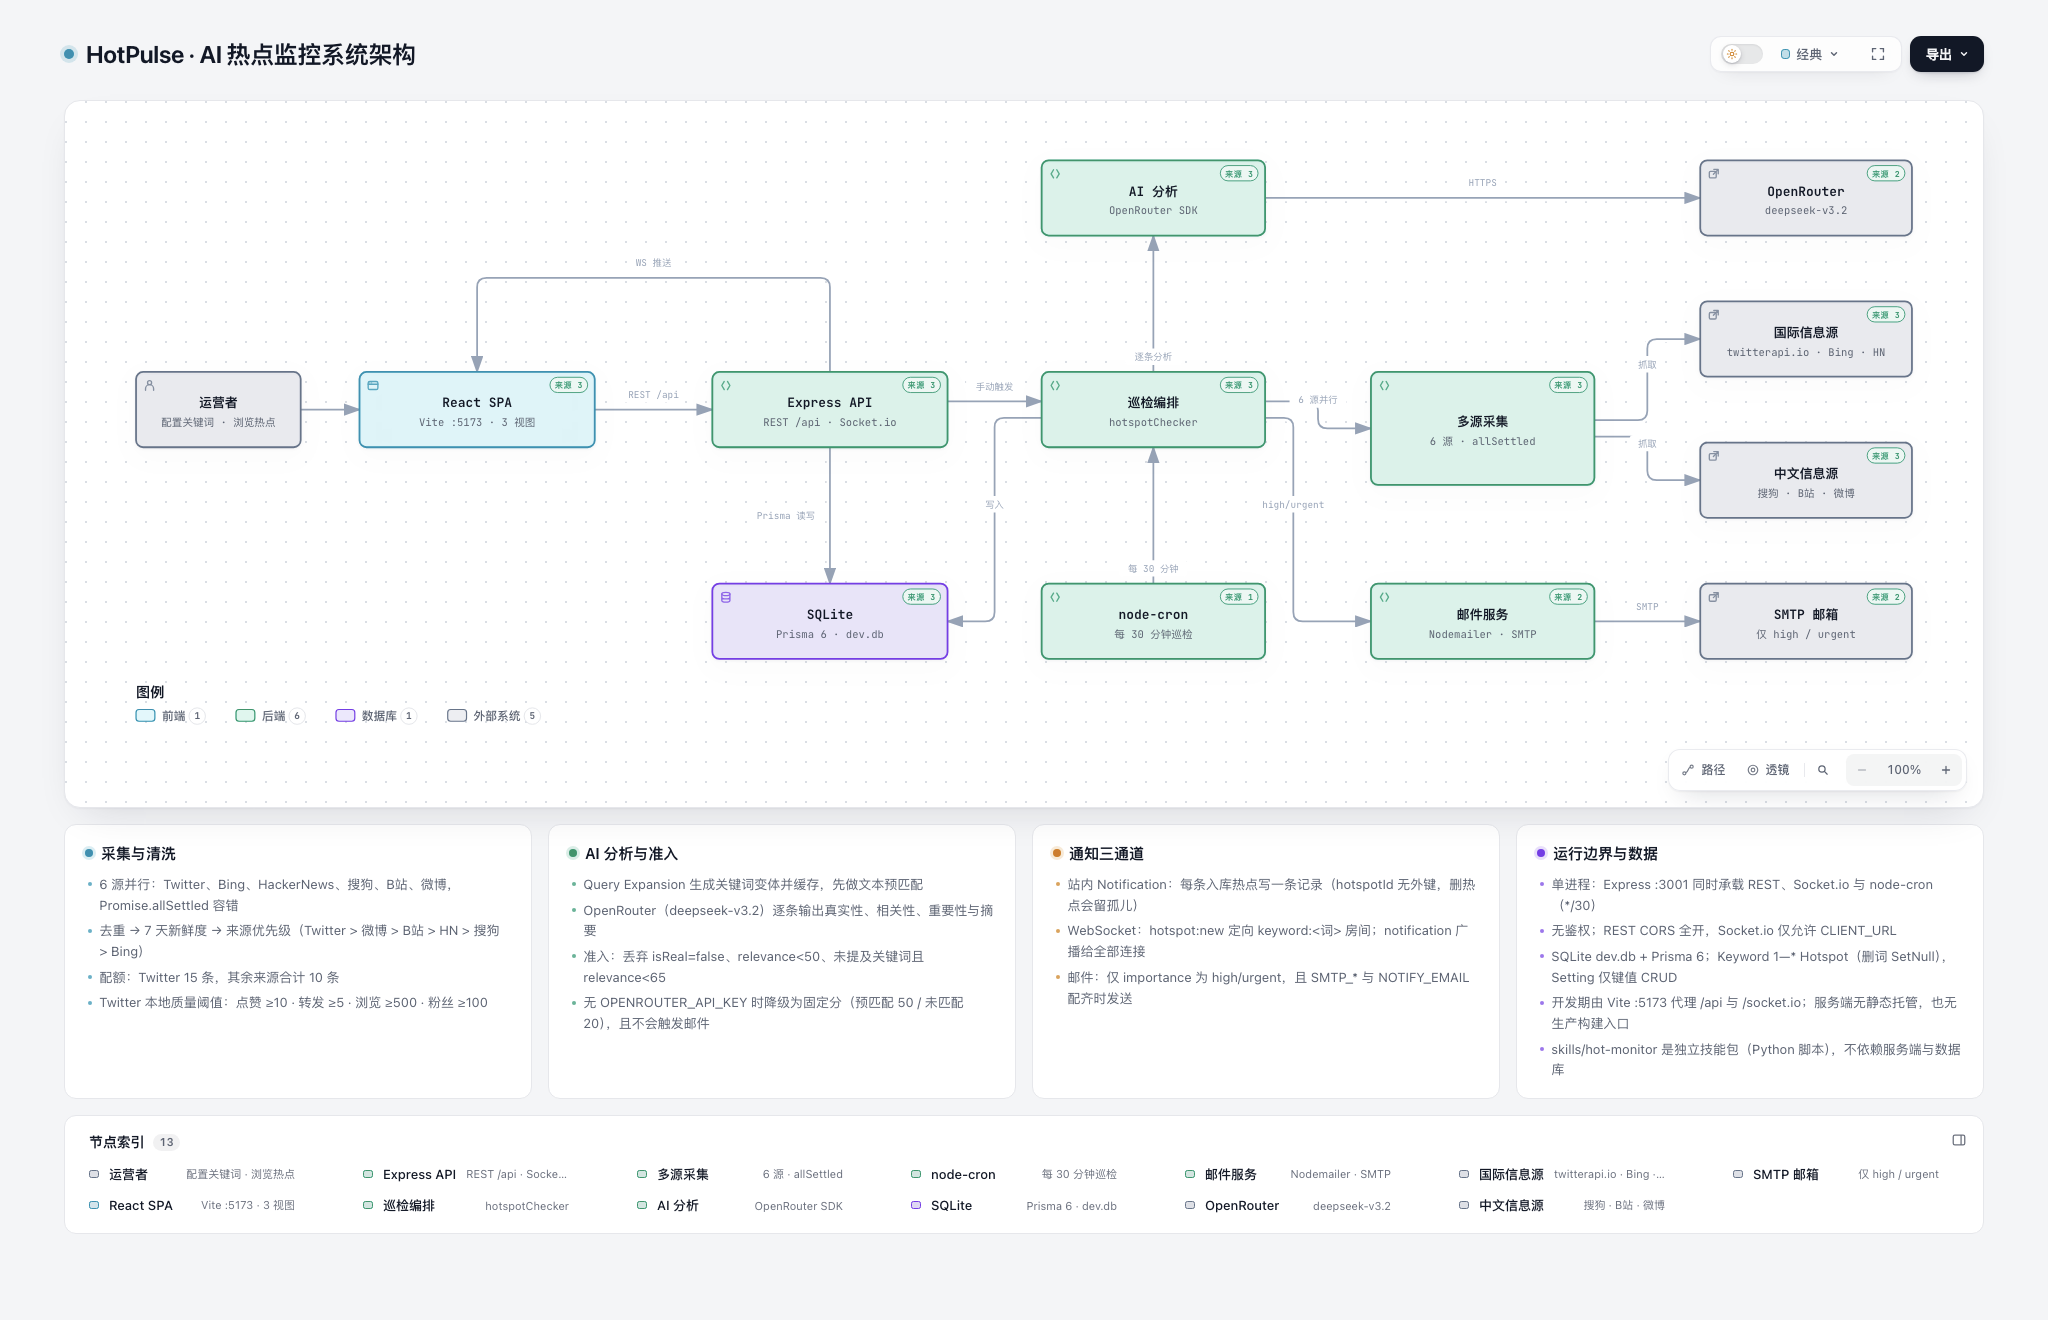 HotPulse · AI 热点监控系统架构
经典
导出
来源 3
AI 分析
OpenRouter SDK
HTTPS
来源 2
OpenRouter
deepseek-v3.2
WS 推送
逐条分析
来源 3
国际信息源
twitterapi.io · Bing · HN
抓取
运营者
配置关键词 · 浏览热点
来源 3
React SPA
Vite :5173 · 3 视图
REST /api
来源 3
Express API
REST /api · Socket.io
手动触发
来源 3
巡检编排
hotspotChecker
6 源并行
来源 3
多源采集
6 源 · allSettled
抓取
来源 3
中文信息源
搜狗 · B站 · 微博
Prisma 读写
写入
high/urgent
每 30 分钟
来源 3
SQLite
Prisma 6 · dev.db
来源 1
node-cron
每 30 分钟巡检
来源 2
邮件服务
Nodemailer · SMTP
SMTP
来源 2
SMTP 邮箱
仅 high / urgent
图例
前端 1
后端 6
数据库 1
外部系统 5
路径
透镜
− 100% +
采集与清洗
• 6 源并行：Twitter、Bing、HackerNews、搜狗、B站、微博，
Promise.allSettled 容错
• 去重 → 7 天新鲜度 → 来源优先级（Twitter > 微博 > B站 > HN > 搜狗
> Bing）
• 配额：Twitter 15 条，其余来源合计 10 条
• Twitter 本地质量阈值：点赞 ≥10 · 转发 ≥5 · 浏览 ≥500 · 粉丝 ≥100
AI 分析与准入
• Query Expansion 生成关键词变体并缓存，先做文本预匹配
• OpenRouter（deepseek-v3.2）逐条输出真实性、相关性、重要性与摘
要
• 准入：丢弃 isReal=false、relevance<50、未提及关键词且
relevance<65
• 无 OPENROUTER_API_KEY 时降级为固定分（预匹配 50 / 未匹配
20），且不会触发邮件
通知三通道
• 站内 Notification：每条入库热点写一条记录（hotspotId 无外键，删热
点会留孤儿）
• WebSocket：hotspot:new 定向 keyword:<词> 房间；notification 广
播给全部连接
• 邮件：仅 importance 为 high/urgent，且 SMTP_* 与 NOTIFY_EMAIL
配齐时发送
运行边界与数据
• 单进程：Express :3001 同时承载 REST、Socket.io 与 node-cron
（*/30）
• 无鉴权；REST CORS 全开，Socket.io 仅允许 CLIENT_URL
• SQLite dev.db + Prisma 6；Keyword 1—* Hotspot（删词 SetNull），
Setting 仅键值 CRUD
• 开发期由 Vite :5173 代理 /api 与 /socket.io；服务端无静态托管，也无
生产构建入口
• skills/hot-monitor 是独立技能包（Python 脚本），不依赖服务端与数据
库
节点索引 13
运营者 配置关键词 · 浏览热点
Express API REST /api · Socke...
多源采集 6 源 · allSettled
node-cron 每 30 分钟巡检
邮件服务 Nodemailer · SMTP
国际信息源 twitterapi.io · Bing ·...
SMTP 邮箱 仅 high / urgent
React SPA Vite :5173 · 3 视图
巡检编排 hotspotChecker
AI 分析 OpenRouter SDK
SQLite Prisma 6 · dev.db
OpenRouter deepseek-v3.2
中文信息源 搜狗 · B站 · 微博